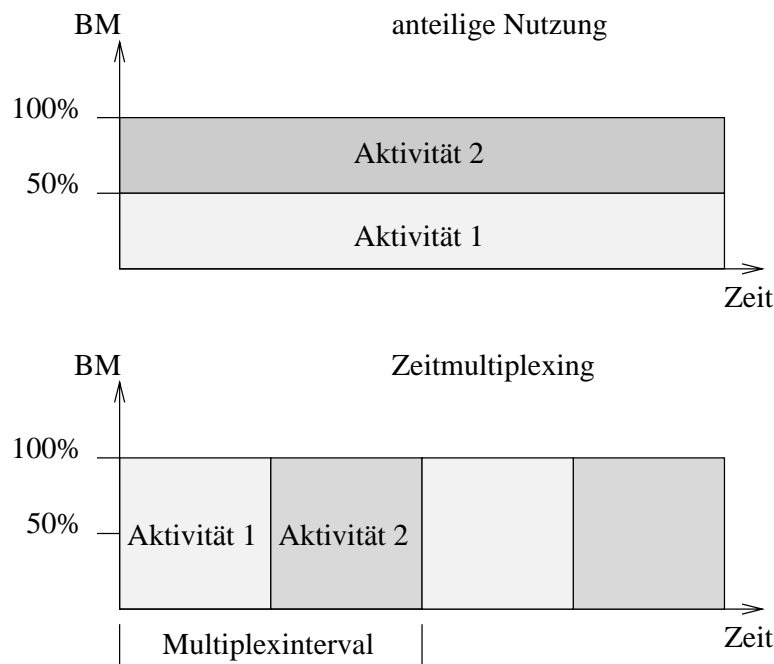 BM
anteilige Nutzung
100%
Aktivität 2
50%
Aktivität 1
Zeit
BM
Zeitmultiplexing
100%
50%
Aktivität 1
Aktivität 2
Zeit
Multiplexinterval